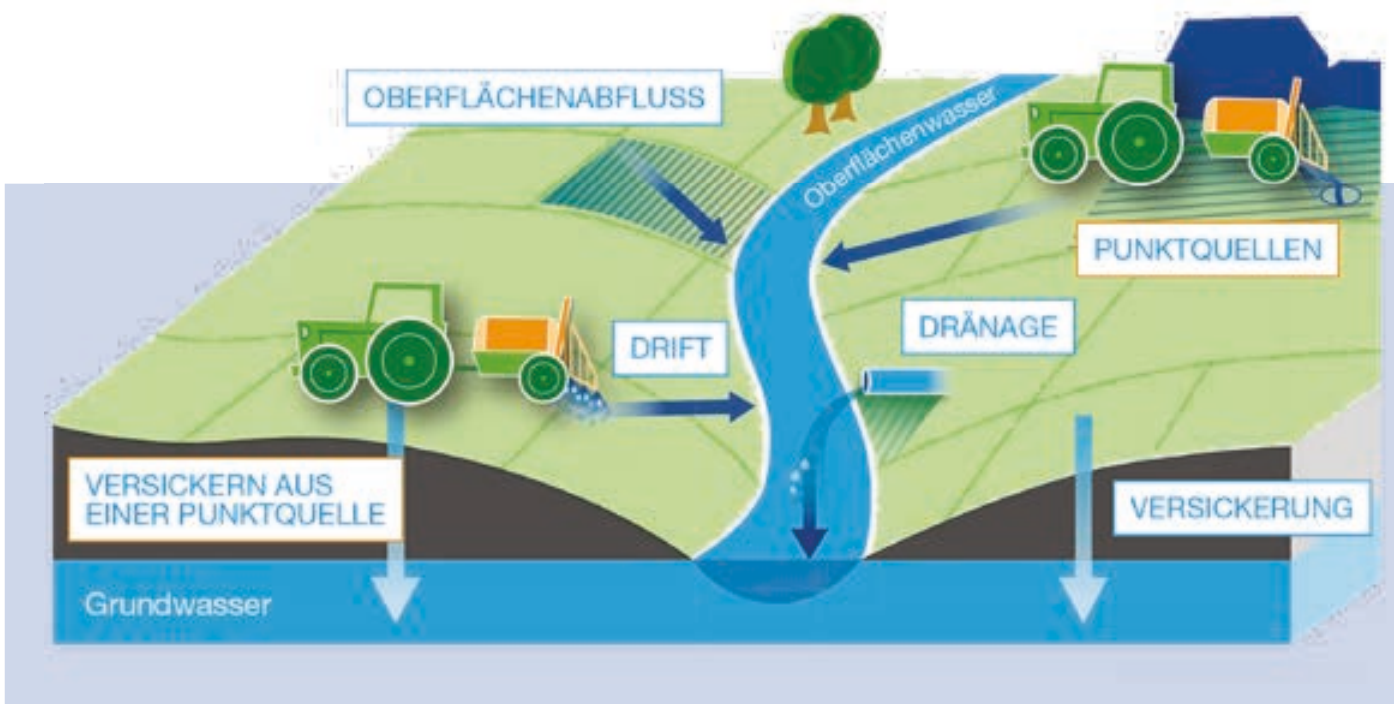 OBERFLÄCHENABFLUSS
Oberflächenwasser
PUNKTQUELLEN
DRIFT
DRÄNAGE
VERSICKERN AUS
EINER PUNKTQUELLE
VERSICKERUNG
Grundwasser